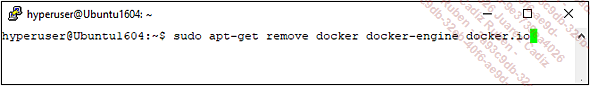 hyperuser@Ubuntu1604: ~
hyperuser@Ubuntu1604:~$ sudo apt-get remove docker docker-engine docker.io